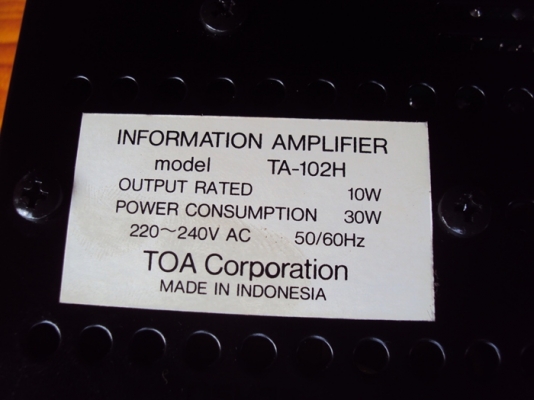 INFORMATION AMPLIFIER
model TA-102H
OUTPUT RATED 10W
POWER CONSUMPTION 30W
220~240V AC 50/60Hz
TOA Corporation
MADE IN INDONESIA